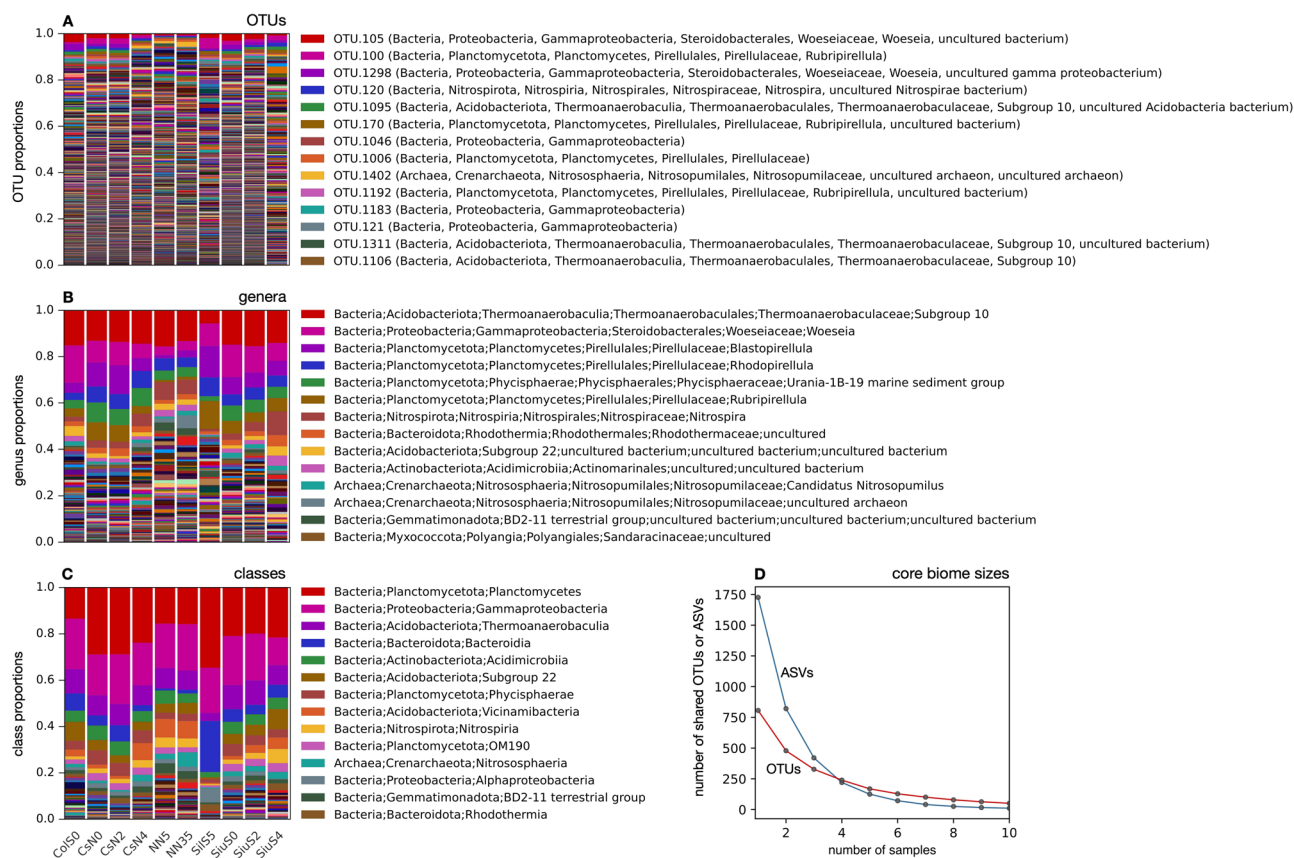 A
OTUs
OTU proportions
1.0
0.8
0.6
0.4
0.2
0.0
OTU.105 (Bacteria, Proteobacteria, Gammaproteobacteria, Steroidobacterales, Woeseiaceae, Woeseia, uncultured bacterium)
OTU.100 (Bacteria, Planctomycetota, Planctomycetes, Pirellulales, Pirellulaceae, Rubripirellula)
OTU.1298 (Bacteria, Proteobacteria, Gammaproteobacteria, Steroidobacterales, Woeseiaceae, Woeseia, uncultured gamma proteobacterium)
OTU.120 (Bacteria, Nitrospirota, Nitrospiria, Nitrospirales, Nitrospiraceae, Nitrospira, uncultured Nitrospirae bacterium)
OTU.1095 (Bacteria, Acidobacteriota, Thermoanaerobaculia, Thermoanaerobaculales, Thermoanaerobaculaceae, Subgroup 10, uncultured Acidobacteria bacterium)
OTU.170 (Bacteria, Planctomycetota, Planctomycetes, Pirellulales, Pirellulaceae, Rubripirellula, uncultured bacterium)
OTU.1046 (Bacteria, Proteobacteria, Gammaproteobacteria)
OTU.1006 (Bacteria, Planctomycetota, Planctomycetes, Pirellulales, Pirellulaceae)
OTU.1402 (Archaea, Crenarchaeota, Nitrososphaeria, Nitrosopumilales, Nitrosopumilaceae, uncultured archaeon, uncultured archaeon)
OTU.1192 (Bacteria, Planctomycetota, Planctomycetes, Pirellulales, Pirellulaceae, Rubripirellula, uncultured bacterium)
OTU.1183 (Bacteria, Proteobacteria, Gammaproteobacteria)
OTU.121 (Bacteria, Proteobacteria, Gammaproteobacteria)
OTU.1311 (Bacteria, Acidobacteriota, Thermoanaerobaculia, Thermoanaerobaculales, Thermoanaerobaculaceae, Subgroup 10, uncultured bacterium)
OTU.1106 (Bacteria, Acidobacteriota, Thermoanaerobaculia, Thermoanaerobaculales, Thermoanaerobaculaceae, Subgroup 10)
B
genera
genus proportions
1.0
0.8
0.6
0.4
0.2
0.0
Bacteria;Acidobacteriota;Thermoanaerobaculia;Thermoanaerobaculales;Thermoanaerobaculaceae;Subgroup 10
Bacteria;Proteobacteria;Gammaproteobacteria;Steroidobacterales;Woeseiaceae;Woeseia
Bacteria;Planctomycetota;Planctomycetes;Pirellulales;Pirellulaceae;Blastopirellula
Bacteria;Planctomycetota;Planctomycetes;Pirellulales;Pirellulaceae;Rhodopirellula
Bacteria;Planctomycetota;Phycisphaerae;Phycisphaerales;Phycisphaeraceae;Urania-1B-19 marine sediment group
Bacteria;Planctomycetota;Planctomycetes;Pirellulales;Pirellulaceae;Rubripirellula
Bacteria;Nitrospirota;Nitrospiria;Nitrospirales;Nitrospiraceae;Nitrospira
Bacteria;Bacteroidota;Rhodothermia;Rhodothermales;Rhodothermaceae;uncultured
Bacteria;Acidobacteriota;Subgroup 22;uncultured bacterium;uncultured bacterium;uncultured bacterium
Bacteria;Actinobacteriota;Acidimicrobiia;Actinomarinales;uncultured;uncultured bacterium
Archaea;Crenarchaeota;Nitrososphaeria;Nitrosopumilales;Nitrosopumilaceae;Candidatus Nitrosopumilus
Archaea;Crenarchaeota;Nitrososphaeria;Nitrosopumilales;Nitrosopumilaceae;uncultured archaeon
Bacteria;Gemmatimonadota;BD2-11 terrestrial group;uncultured bacterium;uncultured bacterium;uncultured bacterium
Bacteria;Myxococcota;Polyangia;Polyangiales;Sandaracinaceae;uncultured
C
classes
class proportions
1.0
0.8
0.6
0.4
0.2
0.0
ColS0
CsN0
CsN2
CsN4
NN5
NN35
SilS5
SiuS0
SiuS2
SiuS4
Bacteria;Planctomycetota;Planctomycetes
Bacteria;Proteobacteria;Gammaproteobacteria
Bacteria;Acidobacteriota;Thermoanaerobaculia
Bacteria;Bacteroidota;Bacteroidia
Bacteria;Actinobacteriota;Acidimicrobiia
Bacteria;Acidobacteriota;Subgroup 22
Bacteria;Planctomycetota;Phycisphaerae
Bacteria;Acidobacteriota;Vicinamibacteria
Bacteria;Nitrospirota;Nitrospiria
Bacteria;Planctomycetota;OM190
Archaea;Crenarchaeota;Nitrososphaeria
Bacteria;Proteobacteria;Alphaproteobacteria
Bacteria;Gemmatimonadota;BD2-11 terrestrial group
Bacteria;Bacteroidota;Rhodothermia
D
core biome sizes
number of shared OTUs or ASVs
1750
1500
1250
1000
750
500
250
0
ASVs
OTUs
2
4
6
8
10
number of samples